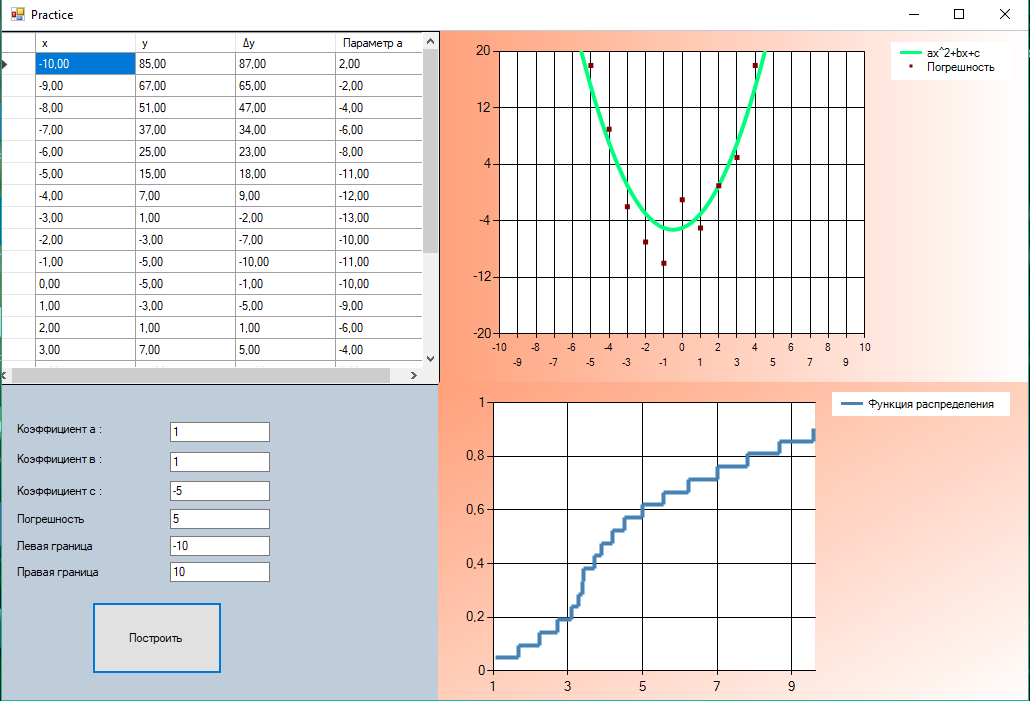 Practice
x y Δy Параметр a
-10,00 85,00 87,00 2,00
-9,00 67,00 65,00 -2,00
-8,00 51,00 47,00 -4,00
-7,00 37,00 34,00 -6,00
-6,00 25,00 23,00 -8,00
-5,00 15,00 18,00 -11,00
-4,00 7,00 9,00 -12,00
-3,00 1,00 -2,00 -13,00
-2,00 -3,00 -7,00 -10,00
-1,00 -5,00 -10,00 -11,00
0,00 -5,00 -1,00 -10,00
1,00 -3,00 -5,00 -9,00
2,00 1,00 1,00 -6,00
3,00 7,00 5,00 -4,00
20
12
4
-4
-12
-20
-10 -8 -6 -4 -2 0 2 4 6 8 10
-9 -7 -5 -3 -1 1 3 5 7 9
ax^2+bx+c
Погрешность
Коэффициент а : 1
Коэффициент в : 1
Коэффициент с : -5
Погрешность 5
Левая граница -10
Правая граница 10
Построить
1
0,8
0,6
0,4
0,2
0
1 3 5 7 9
Функция распределения